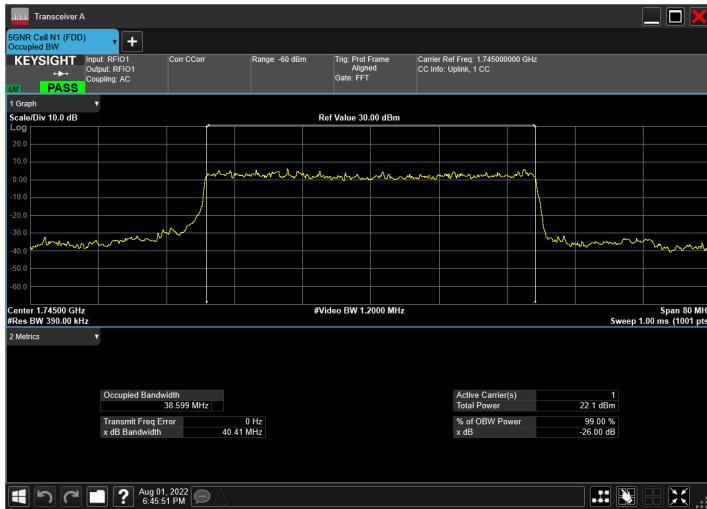 Transceiver A
5GNR Cell N1 (FDD)
Occupied BW
KEYSIGHT
LXI
PASS
Input: RFIO1
Output: RFIO1
Coupling: AC
Corr CCorr
Range: -60 dBm
Trig: Prot Frame
Aligned
Gate: FFT
Carrier Ref Freq: 1.745000000 GHz
CC Info: Uplink, 1 CC
1 Graph
Scale/Div 10.0 dB
Ref Value 30.00 dBm
Log
20.0
10.0
0.00
-10.0
-20.0
-30.0
-40.0
-50.0
-60.0
Center 1.74500 GHz
#Video BW 1.2000 MHz
Span 80 MH
#Res BW 390.00 kHz
Sweep 1.00 ms (1001 pts
2 Metrics
Occupied Bandwidth
38.599 MHz
Transmit Freq Error 0 Hz
x dB Bandwidth 40.41 MHz
Active Carrier(s) 1
Total Power 22.1 dBm
% of OBW Power 99.00 %
x dB -26.00 dB
?
Aug 01, 2022
6:45:51 PM